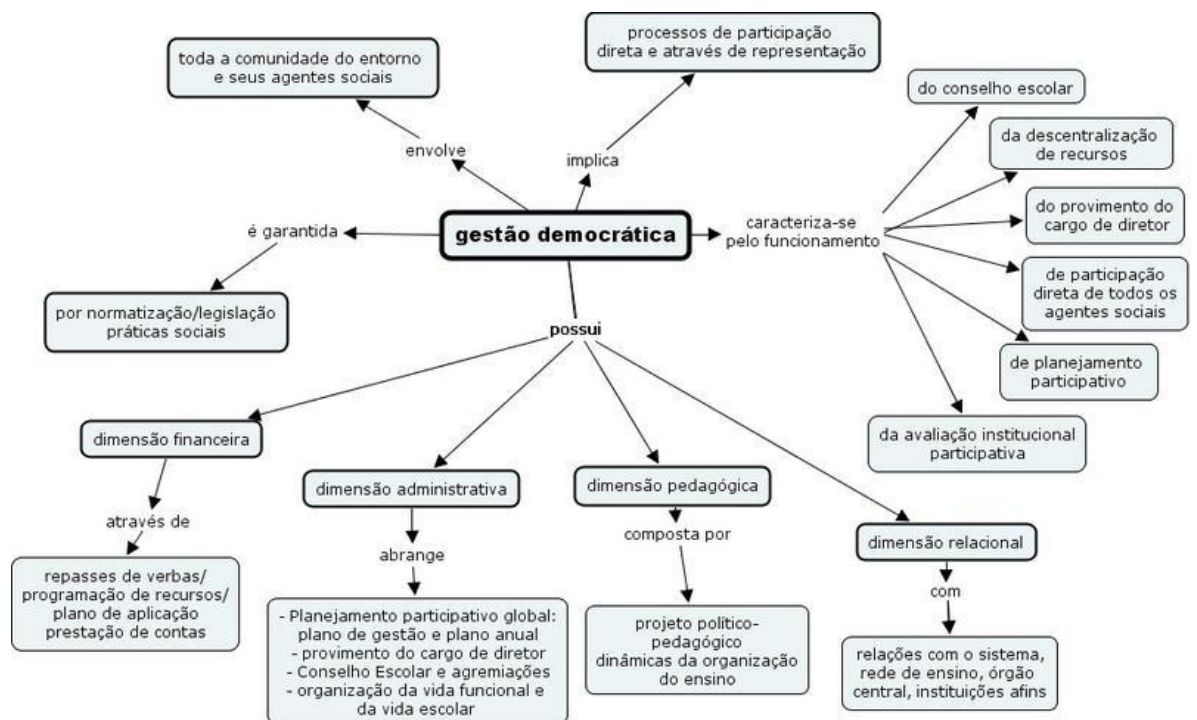 toda a comunidade do entorno
e seus agentes sociais
processos de participação
direta e através de representação
do conselho escolar
da descentralização
de recursos
envolve
implica
do provimento do
cargo de diretor
é garantida
gestão democrática
caracteriza-se
pelo funcionamento
de participação
direta de todos os
agentes sociais
por normatização/legislação
práticas sociais
possui
de planejamento
participativo
da avaliação institucional
participativa
dimensão financeira
dimensão administrativa
dimensão pedagógica
dimensão relacional
através de
abrange
composta por
com
repasses de verbas/
programação de recursos/
plano de aplicação
prestação de contas
- Planejamento participativo global:
plano de gestão e plano anual
- provimento do cargo de diretor
- Conselho Escolar e agremiações
- organização da vida funcional e
da vida escolar
projeto político-
pedagógico
dinâmicas da organização
do ensino
relações com o sistema,
rede de ensino, órgão
central, instituições afins